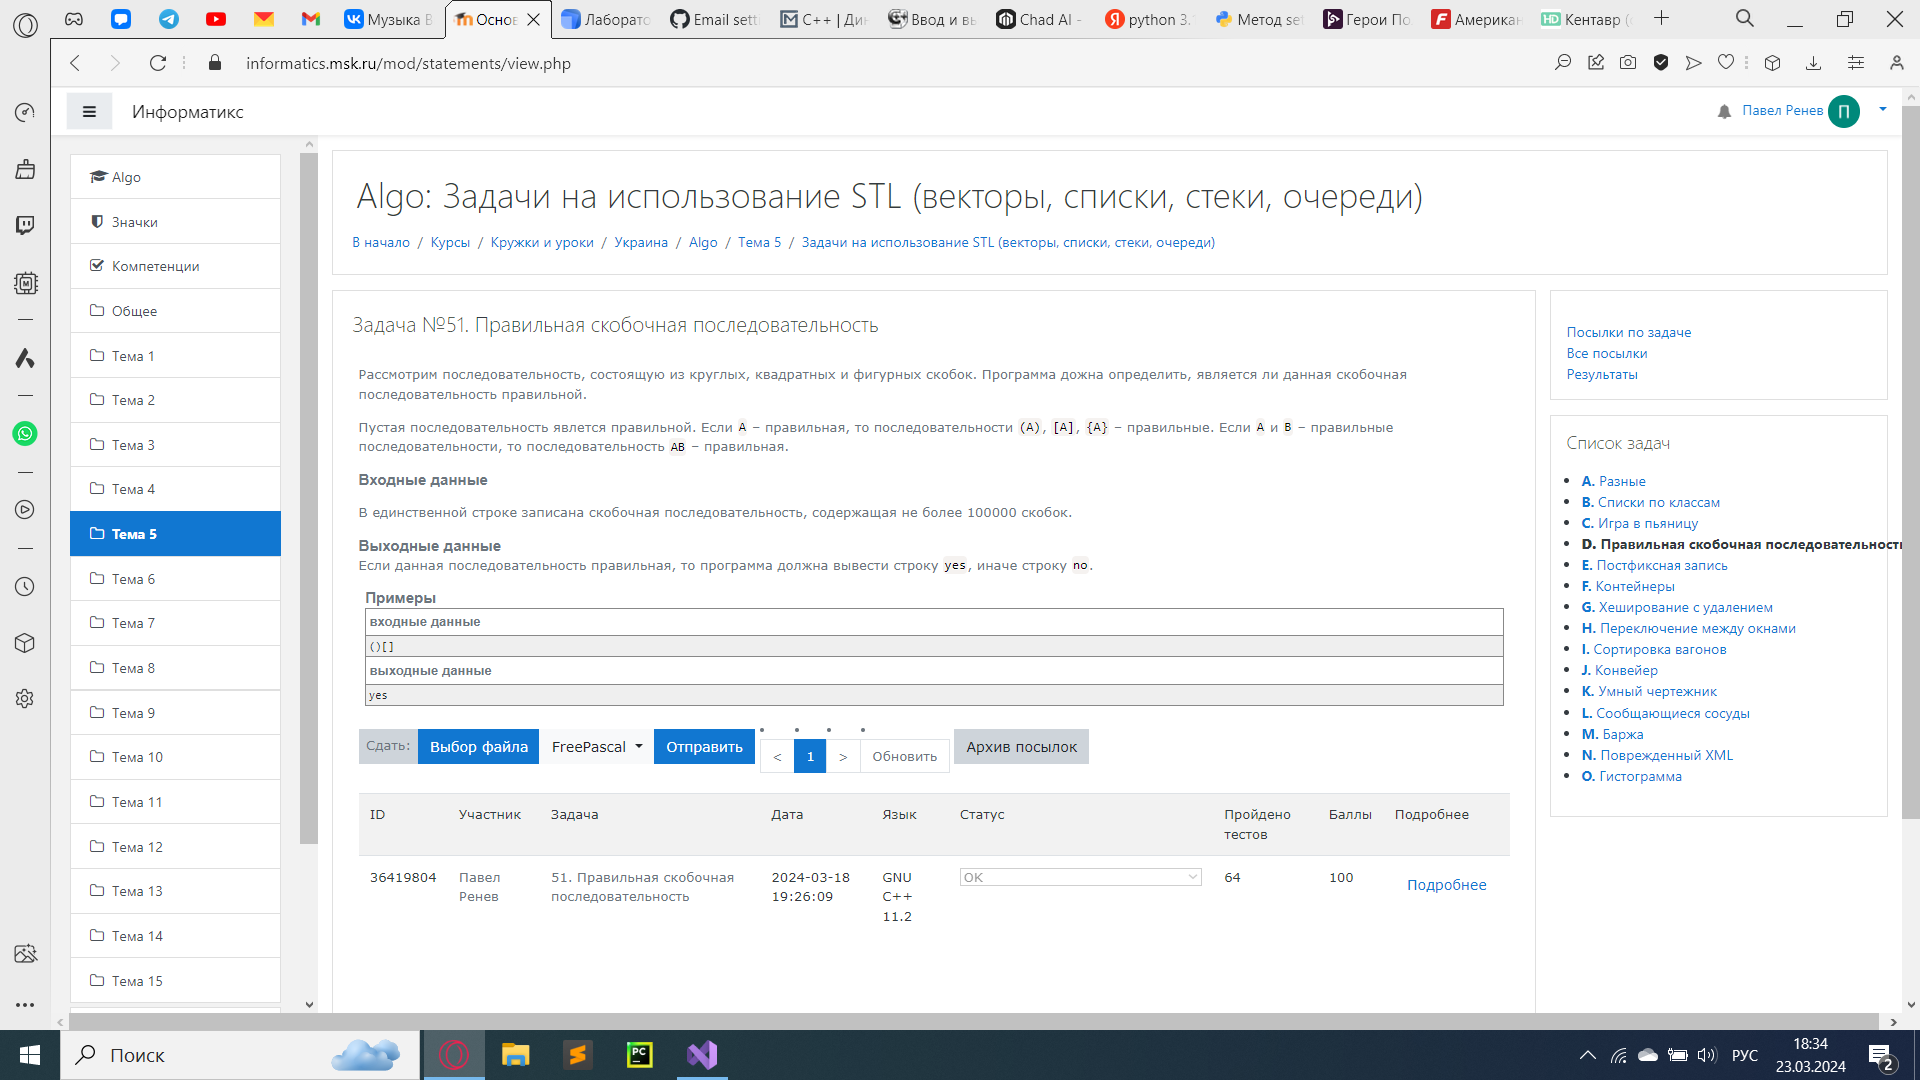 Музыка В
Основ
Лаборато
Email sett
C++ | Дин
Ввод и вы
Chad AI -
python 3.
Метод set
Герои По
Американ
Кентавр (
informatics.msk.ru/mod/statements/view.php
Информатикс
Павел Ренев
П
Algo
Значки
Компетенции
Общее
Тема 1
Тема 2
Тема 3
Тема 4
Тема 5
Тема 6
Тема 7
Тема 8
Тема 9
Тема 10
Тема 11
Тема 12
Тема 13
Тема 14
Тема 15
Algo: Задачи на использование STL (векторы, списки, стеки, очереди)
В начало / Курсы / Кружки и уроки / Украина / Algo / Тема 5 / Задачи на использование STL (векторы, списки, стеки, очереди)
Задача №51. Правильная скобочная последовательность
Рассмотрим последовательность, состоящую из круглых, квадратных и фигурных скобок. Программа дожна определить, является ли данная скобочная
последовательность правильной.
Пустая последовательность явлется правильной. Если A – правильная, то последовательности (A), [A], {A} – правильные. Если A и B – правильные
последовательности, то последовательность AB – правильная.
Входные данные
В единственной строке записана скобочная последовательность, содержащая не более 100000 скобок.
Выходные данные
Если данная последовательность правильная, то программа должна вывести строку yes, иначе строку no.
Примеры
входные данные
()[]
выходные данные
yes
Сдать: Выбор файла FreePascal Отправить < 1 > Обновить Архив посылок
ID Участник Задача Дата Язык Статус Пройдено тестов Баллы Подробнее
36419804 Павел Ренев 51. Правильная скобочная последовательность 2024-03-18 19:26:09 GNU C++ 11.2 OK 64 100 Подробнее
Посылки по задаче
Все посылки
Результаты
Список задач
A. Разные
B. Списки по классам
C. Игра в пьяницу
D. Правильная скобочная последовательность
E. Постфиксная запись
F. Контейнеры
G. Хеширование с удалением
H. Переключение между окнами
I. Сортировка вагонов
J. Конвейер
K. Умный чертежник
L. Сообщающиеся сосуды
M. Баржа
N. Поврежденный XML
O. Гистограмма
Поиск
PC
РУС
18:34
23.03.2024
2